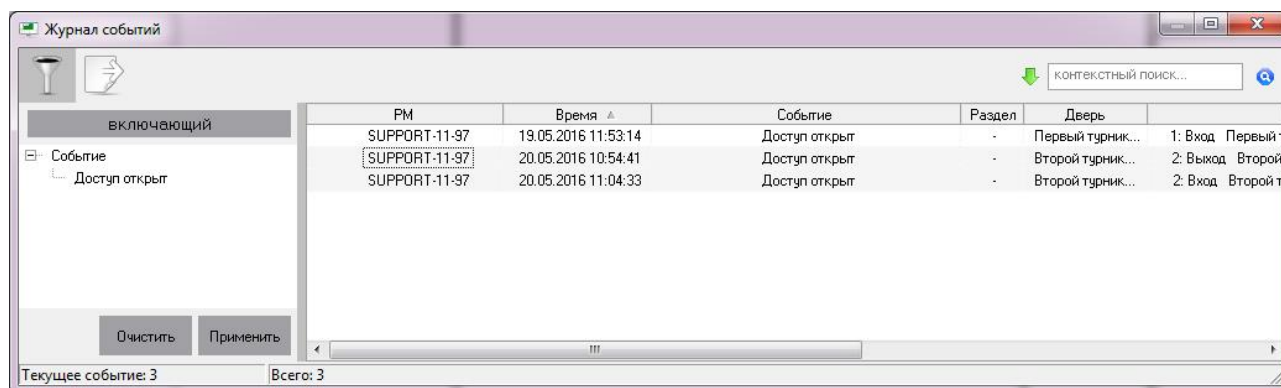 Журнал событий
контекстный поиск...
включающий
Событие
Доступ открыт
Очистить Применить
РМ Время Событие Раздел Дверь
SUPPORT-11-97 19.05.2016 11:53:14 Доступ открыт - Первый турник... 1: Вход Первый
SUPPORT-11-97 20.05.2016 10:54:41 Доступ открыт - Второй турник... 2: Выход Второй
SUPPORT-11-97 20.05.2016 11:04:33 Доступ открыт - Второй турник... 2: Вход Второй т
Текущее событие: 3 Всего: 3